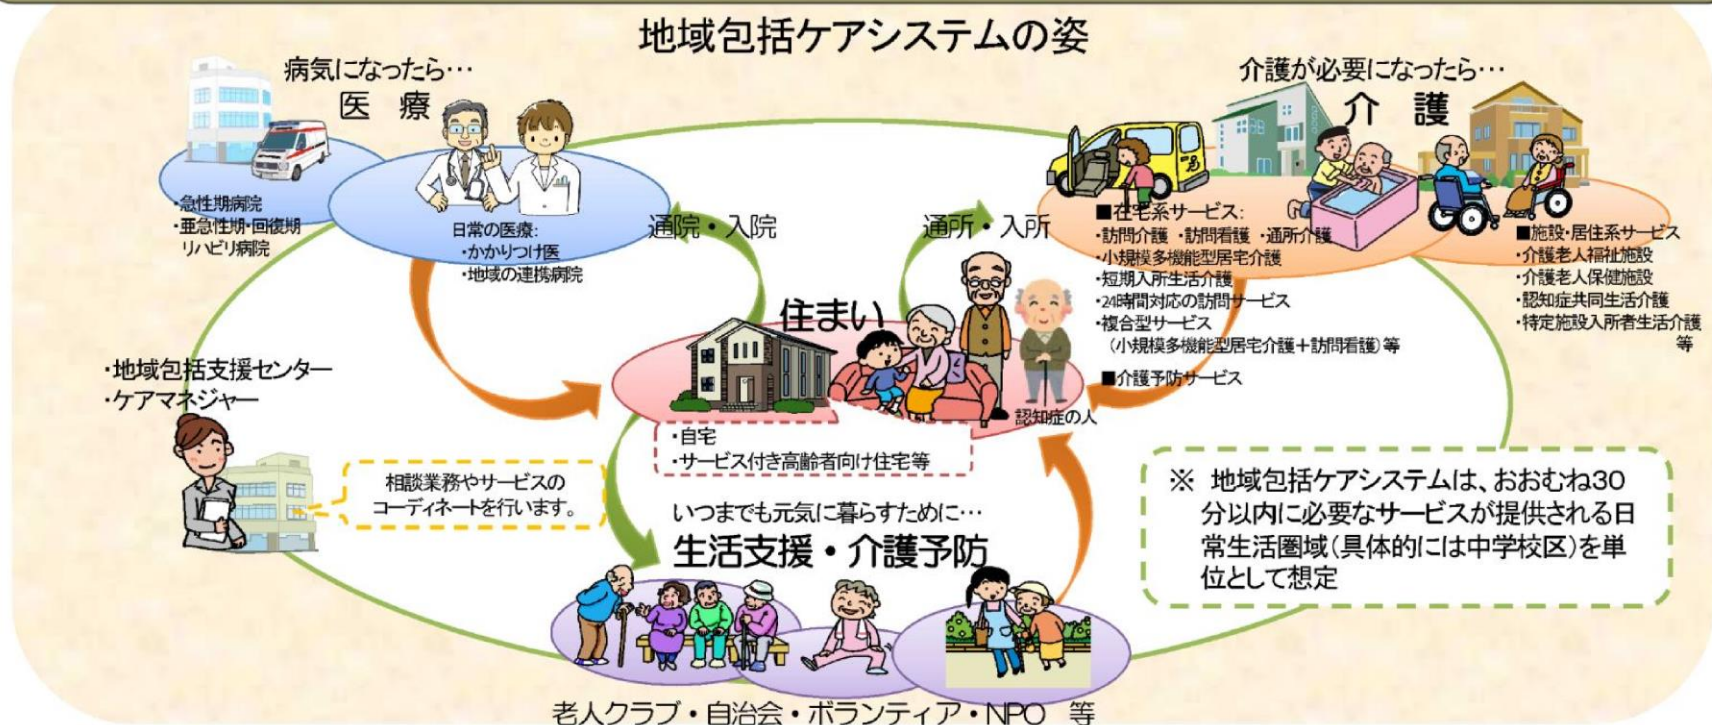 地域包括ケアシステムの姿
病気になったら…
医 療
・急性期病院
・亜急性期・回復期
リハビリ病院
日常の医療:
・かかりつけ医
・地域の連携病院
通院・入院
通所・入所
介護が必要になったら…
介 護
■在宅系サービス:
・訪問介護 ・訪問看護 ・通所介護
・小規模多機能型居宅介護
・短期入所生活介護
・24時間対応の訪問サービス
・複合型サービス
(小規模多機能型居宅介護+訪問看護)等
■介護予防サービス
■施設・居住系サービス
・介護老人福祉施設
・介護老人保健施設
・認知症共同生活介護
・特定施設入所者生活介護
等
住まい
認知症の人
・自宅
・サービス付き高齢者向け住宅等
・地域包括支援センター
・ケアマネジャー
相談業務やサービスの
コーディネートを行います。
いつまでも元気に暮らすために…
生活支援・介護予防
老人クラブ・自治会・ボランティア・NPO 等
※ 地域包括ケアシステムは、おおむね30
分以内に必要なサービスが提供される日
常生活圏域(具体的には中学校区)を単
位として想定